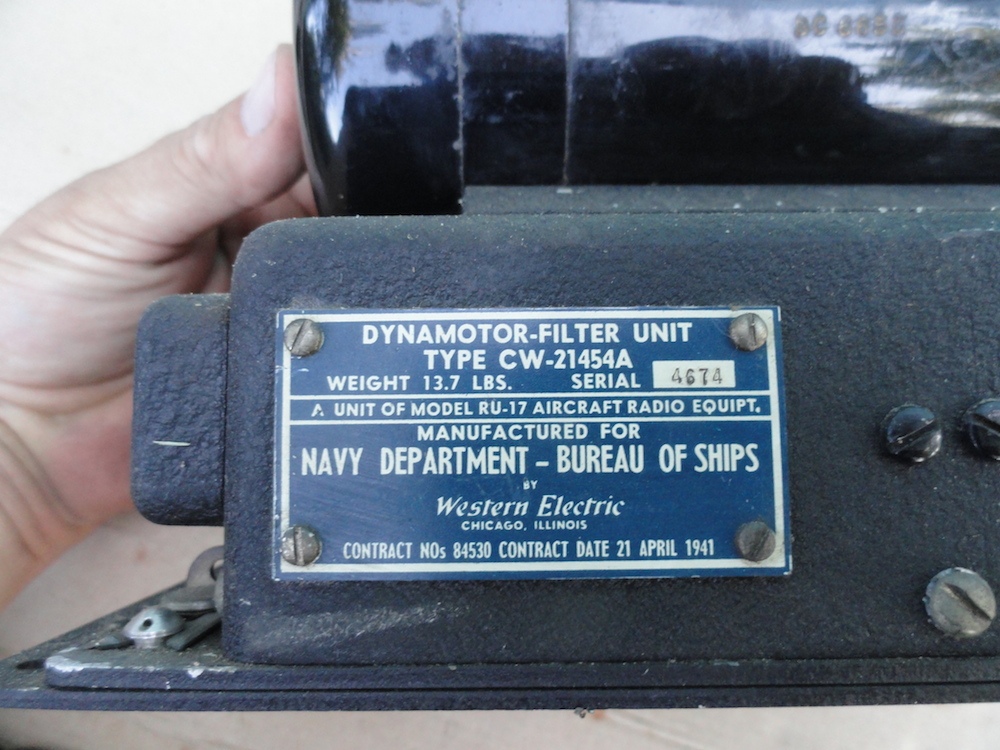 DYNAMOTOR-FILTER UNIT
TYPE CW-21454A
WEIGHT 13.7 LBS. SERIAL 4674
A UNIT OF MODEL RU-17 AIRCRAFT RADIO EQUIPT.
MANUFACTURED FOR
NAVY DEPARTMENT - BUREAU OF SHIPS
BY
Western Electric
CHICAGO, ILLINOIS
CONTRACT NOs 84530 CONTRACT DATE 21 APRIL 1941